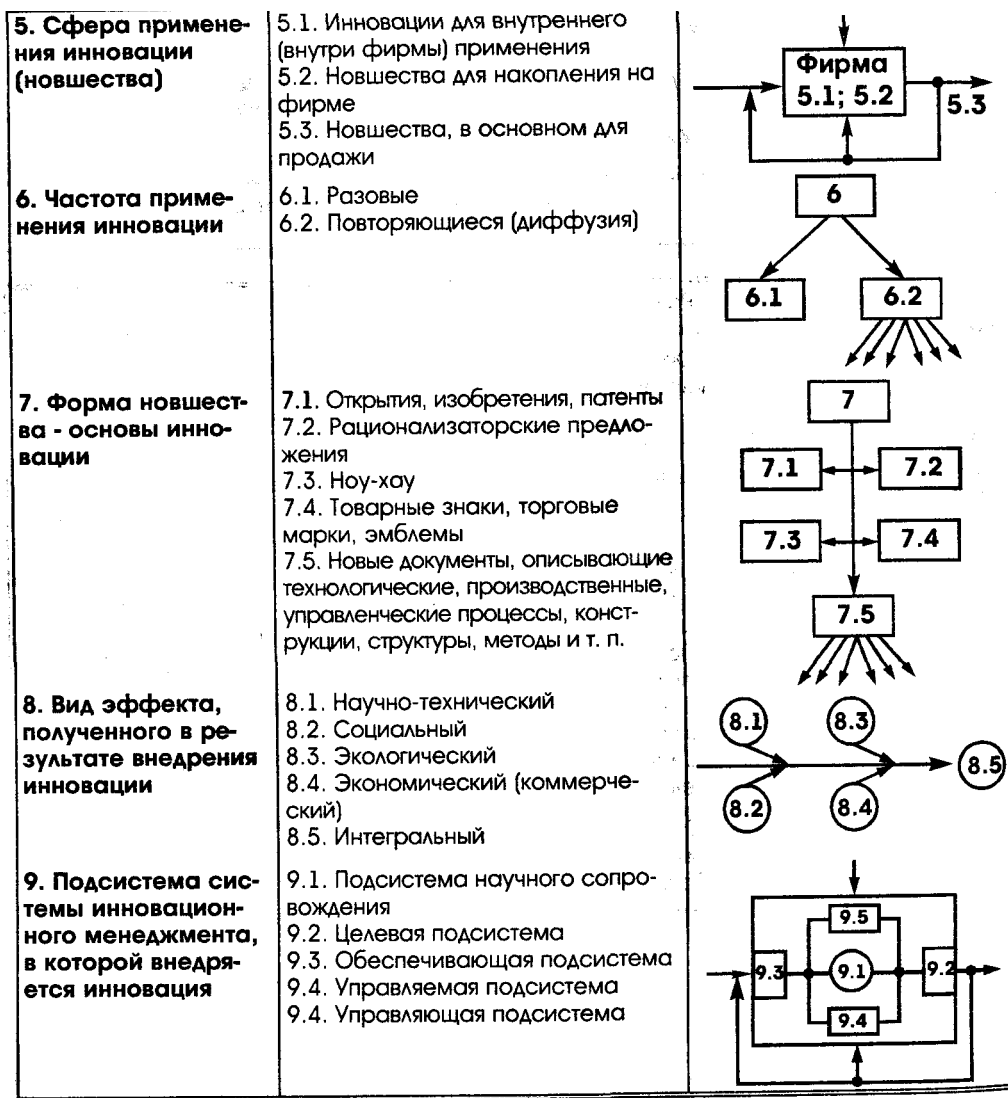 5. Сфера примене-
ния инновации
(новшества)
5.1. Инновации для внутреннего
(внутри фирмы) применения
5.2. Новшества для накопления на
фирме
5.3. Новшества, в основном для
продажи
Фирма
5.1; 5.2
5.3
6. Частота приме-
нения инновации
6.1. Разовые
6.2. Повторяющиеся (диффузия)
6
6.1
6.2
7. Форма новшест-
ва - основы инно-
вации
7.1. Открытия, изобретения, патенты
7.2. Рационализаторские предло-
жения
7.3. Ноу-хау
7.4. Товарные знаки, торговые
марки, эмблемы
7.5. Новые документы, описывающие
технологические, производственные,
управленческие процессы, конст-
рукции, структуры, методы и т. п.
7
7.1
7.2
7.3
7.4
7.5
8. Вид эффекта,
полученного в ре-
зультате внедрения
инновации
8.1. Научно-технический
8.2. Социальный
8.3. Экологический
8.4. Экономический (коммерче-
ский)
8.5. Интегральный
8.1
8.3
8.5
8.2
8.4
9. Подсистема сис-
темы инновацион-
ного менеджмента,
в которой внедря-
ется инновация
9.1. Подсистема научного сопро-
вождения
9.2. Целевая подсистема
9.3. Обеспечивающая подсистема
9.4. Управляемая подсистема
9.4. Управляющая подсистема
9.5
9.3
9.1
9.2
9.4